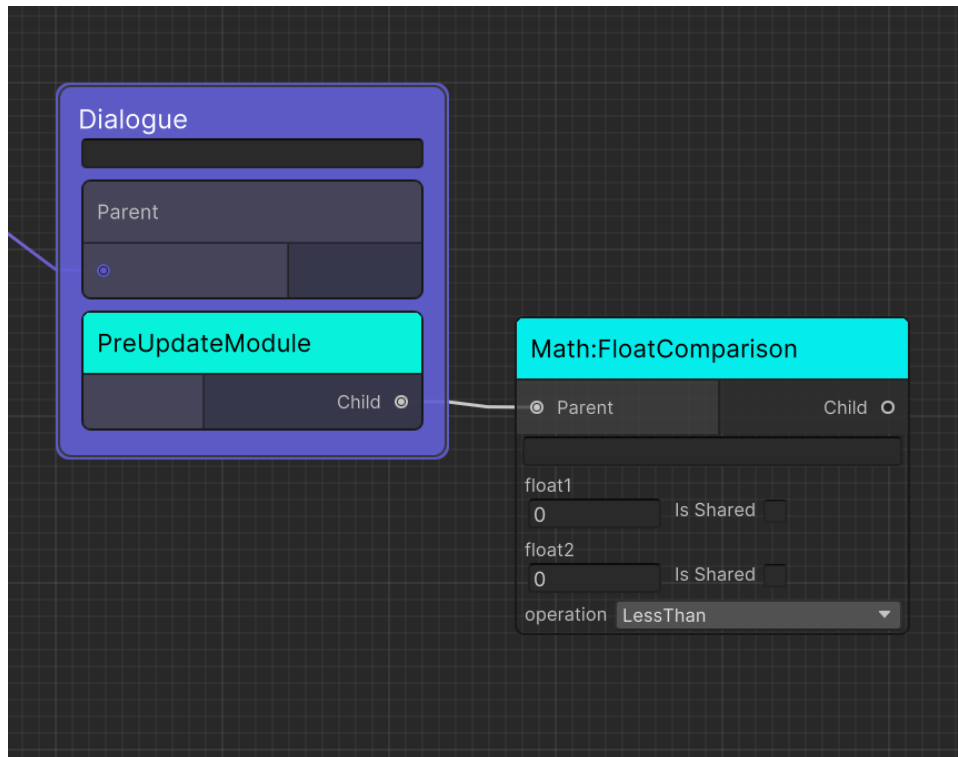 Dialogue
Parent
PreUpdateModule
Child
Math:FloatComparison
Parent Child
float1
0 Is Shared
float2
0 Is Shared
operation LessThan